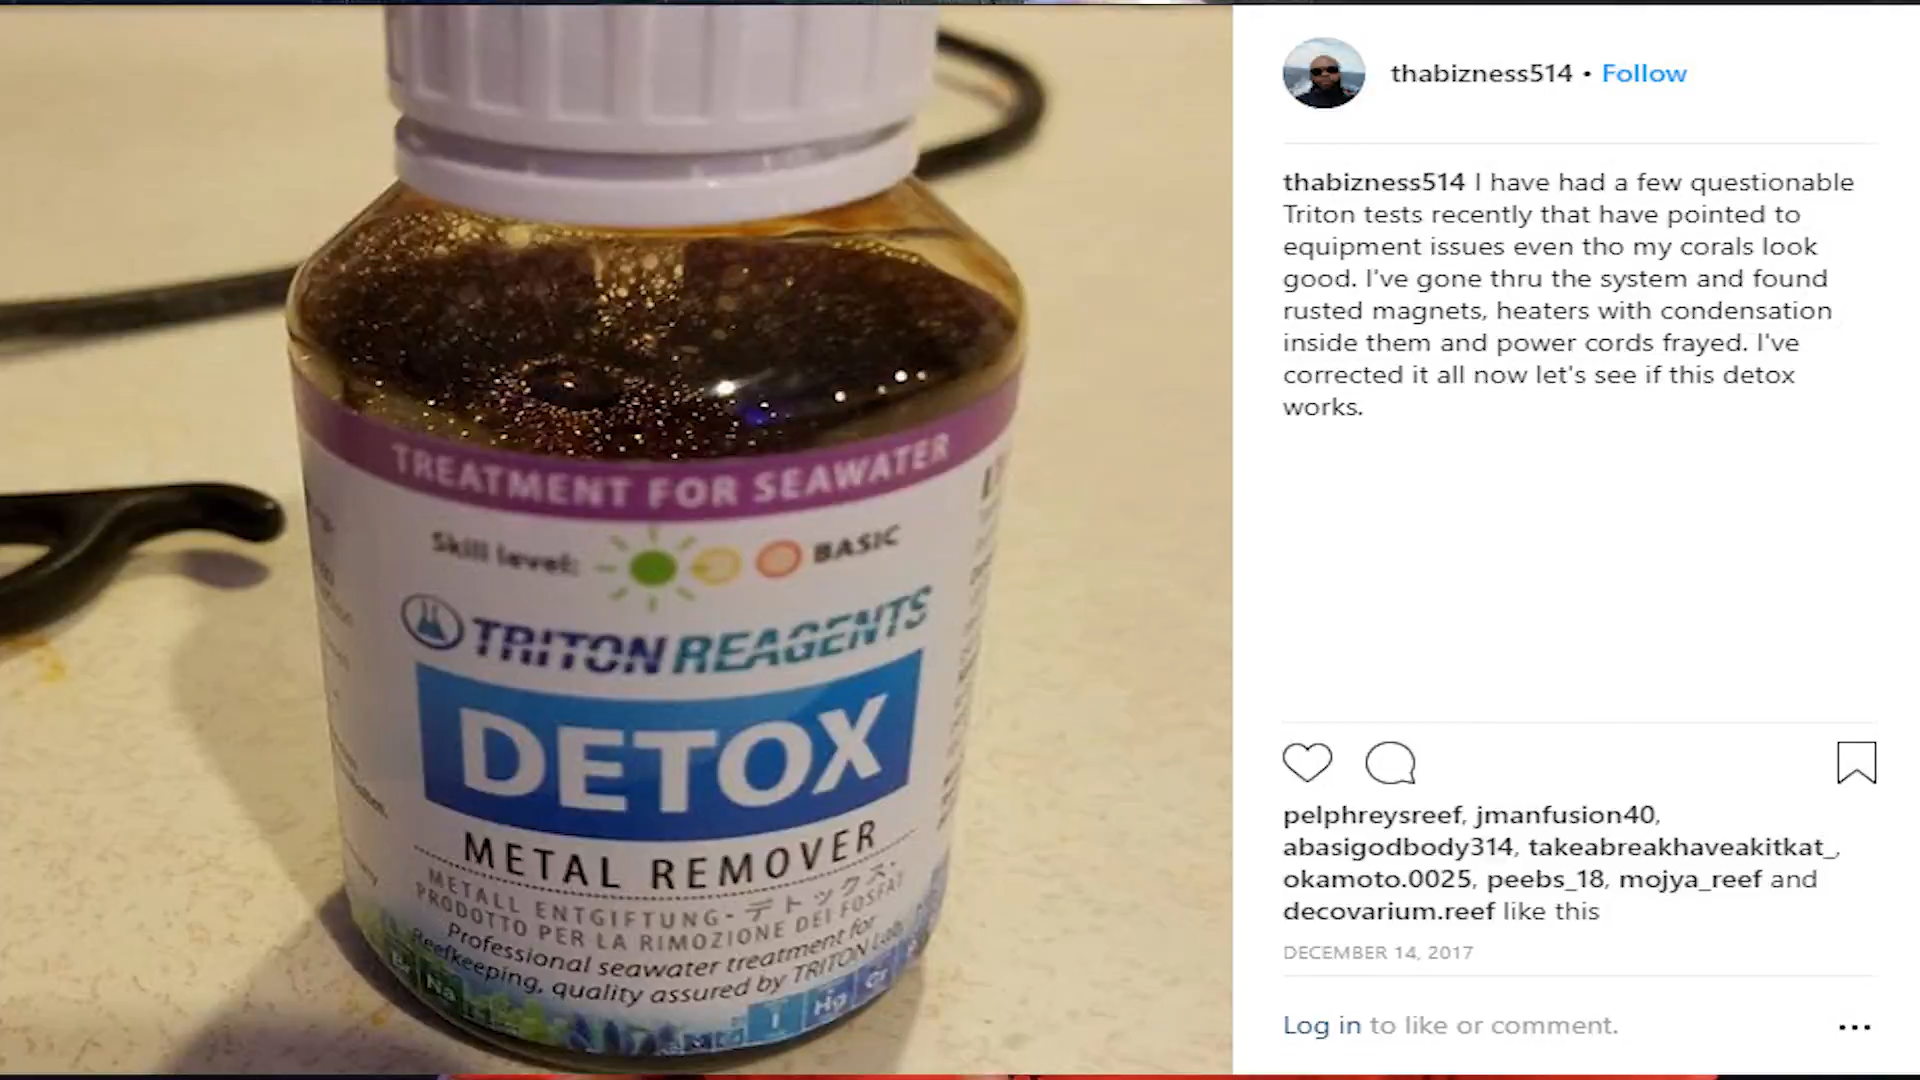 TREATMENT FOR SEAWATER
Skill level: BASIC
TRITON REAGENTS
DETOX
METAL REMOVER
METALL ENTGIFTUNG - デトックス
PRODOTTO PER LA RIMOZIONE DEI FOSFAT
Professional seawater treatment for
Reefkeeping, quality assured by TRITON Lab
Na
I
Hg
Cr
thabizness514 • Follow
thabizness514 I have had a few questionable
Triton tests recently that have pointed to
equipment issues even tho my corals look
good. I've gone thru the system and found
rusted magnets, heaters with condensation
inside them and power cords frayed. I've
corrected it all now let's see if this detox
works.
pelphreysreef, jmanfusion40,
abasigodbody314, takeabreakhaveakitkat_,
okamoto.0025, peebs_18, mojya_reef and
decovarium.reef like this
DECEMBER 14, 2017
Log in to like or comment.